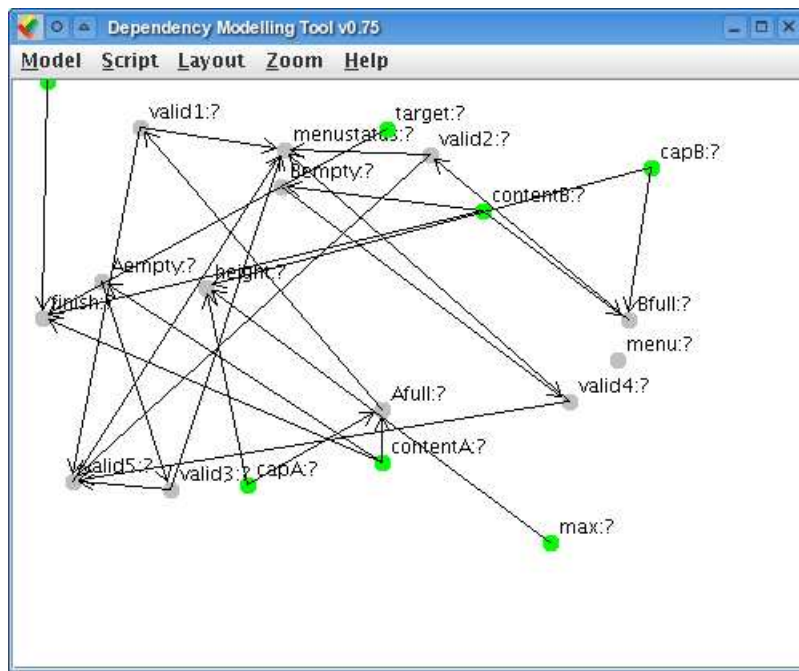 Dependency Modelling Tool v0.75
Model Script Layout Zoom Help
valid1:?
target:?
menustatus:?
valid2:?
capB:?
Bempty:?
contentB:?
Aempty:?
height:?
finish:?
Bfull:?
menu:?
valid4:?
Afull:?
contentA:?
valid5:?
valid3:?
capA:?
max:?